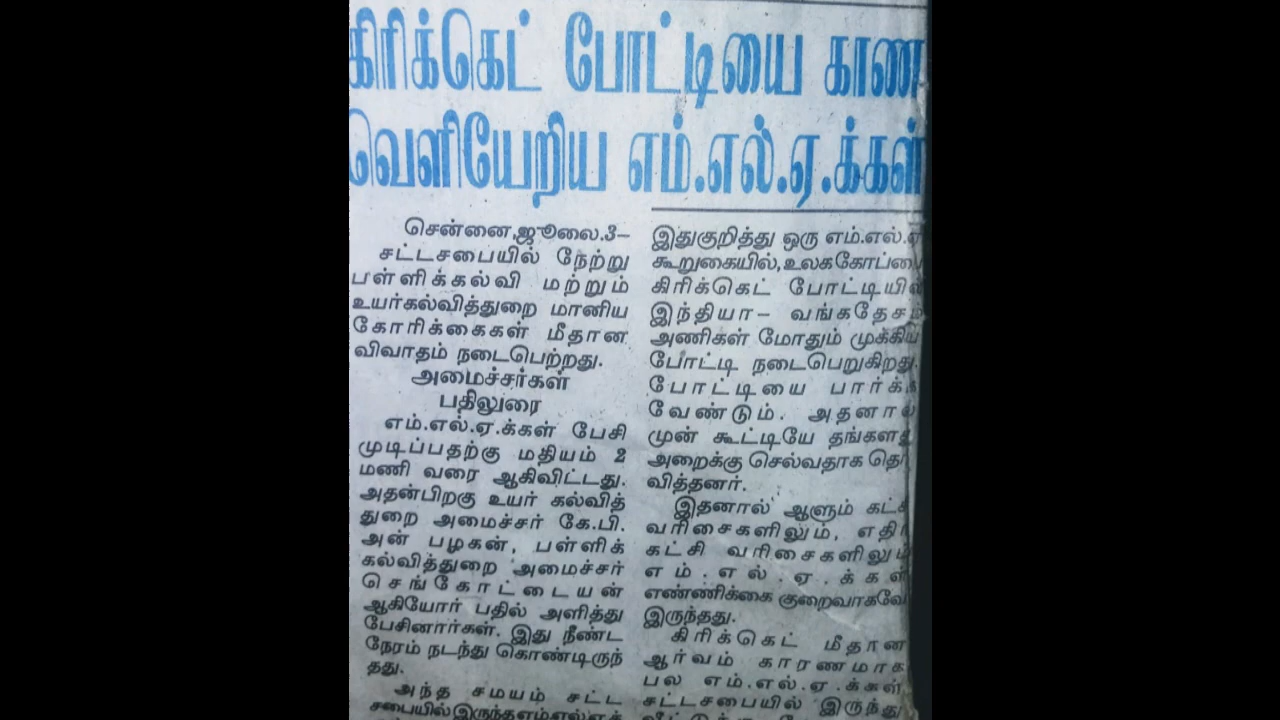 கிரிக்கெட் போட்டியை காண
வெளியேறிய எம்.எல்.ஏ.க்கள்
சென்னை,ஜூலை.3–
சட்டசபையில் நேற்று
பள்ளிக்கல்வி மற்றும்
உயர்கல்வித்துறை மானிய
கோரிக்கைகள் மீதான
விவாதம் நடைபெற்றது.
அமைச்சர்கள்
பதிலுரை
எம்.எல்.ஏ.க்கள் பேசி
முடிப்பதற்கு மதியம் 2
மணி வரை ஆகிவிட்டது.
அதன்பிறகு உயர் கல்வித்
துறை அமைச்சர் கே.பி.
அன் பழகன், பள்ளிக்
கல்வித்துறை அமைச்சர்
செங்கோட்டையன்
ஆகியோர் பதில் அளித்து
பேசினார்கள். இது நீண்ட
நேரம் நடந்து கொண்டிருந்
தது.
அந்த சமயம் சட்ட
சபையில்இருந்தஎம்எல்ஏக்
இதுகுறித்து ஒரு எம்.எல்.ஏ
கூறுகையில்,உலககோப்பை
கிரிக்கெட் போட்டியில்
இந்தியா– வங்கதேசம்
அணிகள் மோதும் முக்கிய
போட்டி நடைபெறுகிறது.
போட்டியை பார்க்க
வேண்டும். அதனால்
முன் கூட்டியே தங்களது
அறைக்கு செல்வதாக தெரி
வித்தனர்.
இதனால் ஆளும் கட்சி
வரிசைகளிலும், எதிர்
கட்சி வரிசைகளிலும்
எம்.எல்.ஏ.க்கள்
எண்ணிக்கை குறைவாகவே
இருந்தது.
கிரிக்கெட் மீதான
ஆர்வம் காரணமாக
பல எம்.எல்.ஏ.க்கள்
சட்டசபையில் இருந்து